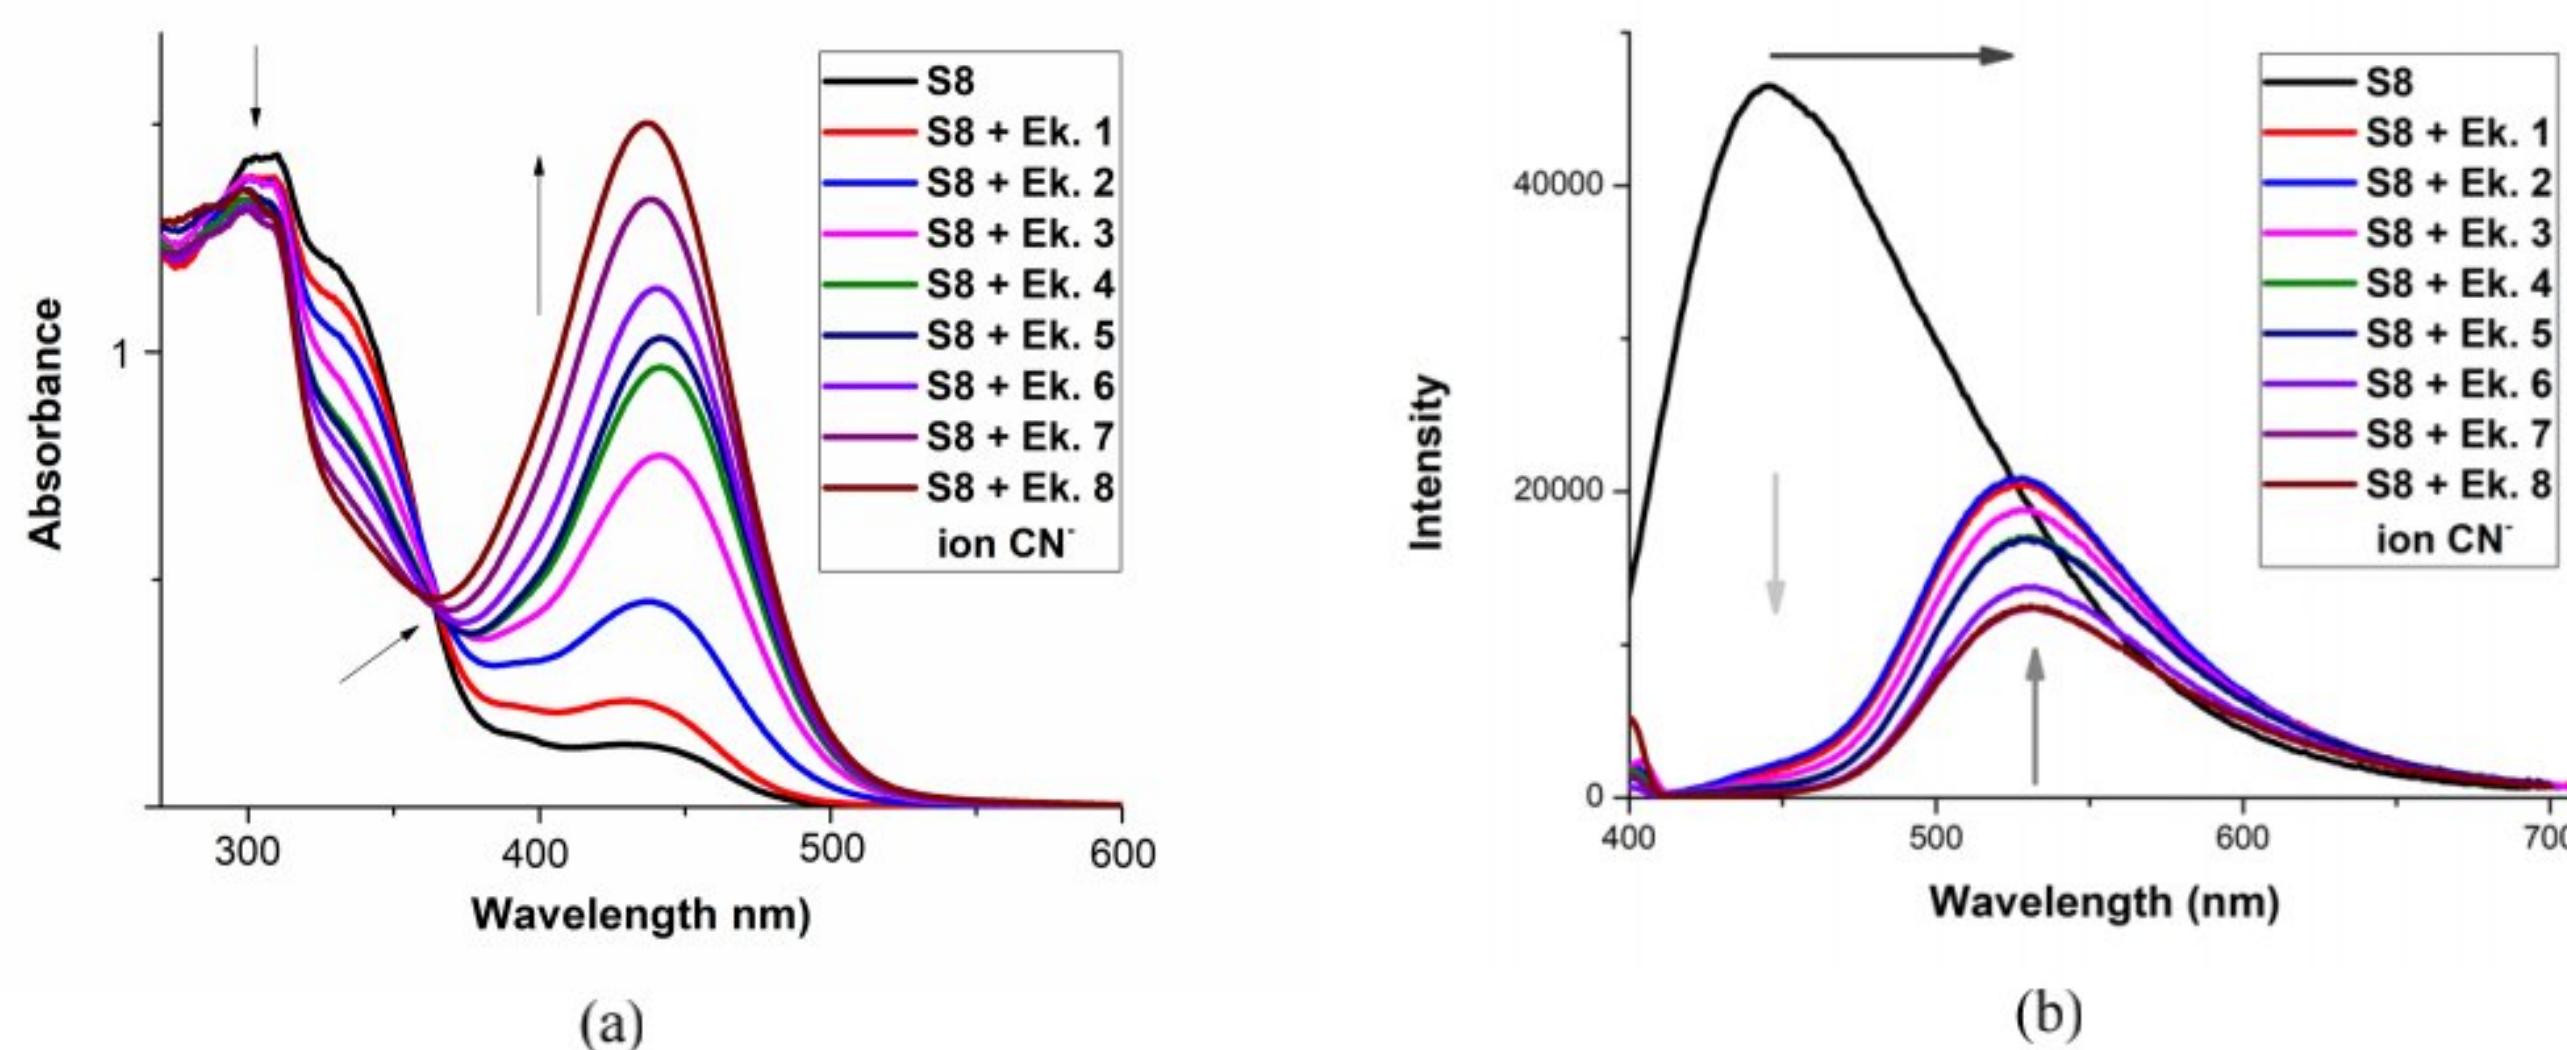 S8
S8 + Ek. 1
S8 + Ek. 2
S8 + Ek. 3
S8 + Ek. 4
S8 + Ek. 5
S8 + Ek. 6
S8 + Ek. 7
S8 + Ek. 8
ion CN-
Absorbance
1
300
400
500
600
Wavelength nm)
(a)
S8
S8 + Ek. 1
S8 + Ek. 2
S8 + Ek. 3
S8 + Ek. 4
S8 + Ek. 5
S8 + Ek. 6
S8 + Ek. 7
S8 + Ek. 8
ion CN-
Intensity
40000
20000
0
400
500
600
700
Wavelength (nm)
(b)